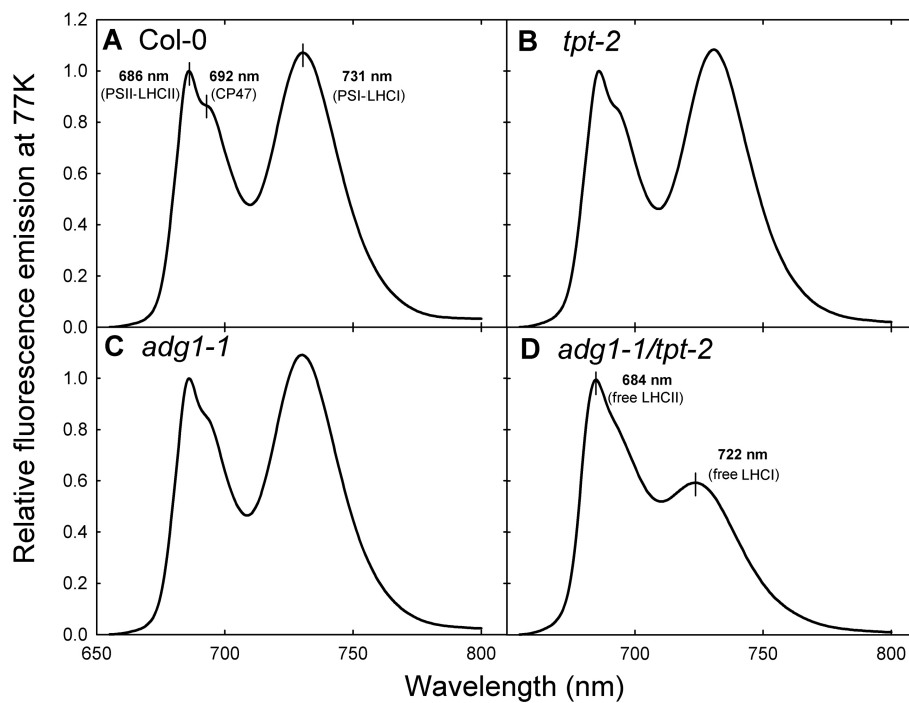 Relative fluorescence emission at 77K
1.2
1.0
0.8
0.6
0.4
0.2
0.0
A Col-0
686 nm
(PSII-LHCII)
692 nm
(CP47)
731 nm
(PSI-LHCI)
B tpt-2
1.0
0.8
0.6
0.4
0.2
0.0
C adg1-1
D adg1-1/tpt-2
684 nm
(free LHCII)
722 nm
(free LHCI)
650 700 750 800 700 750 800
Wavelength (nm)